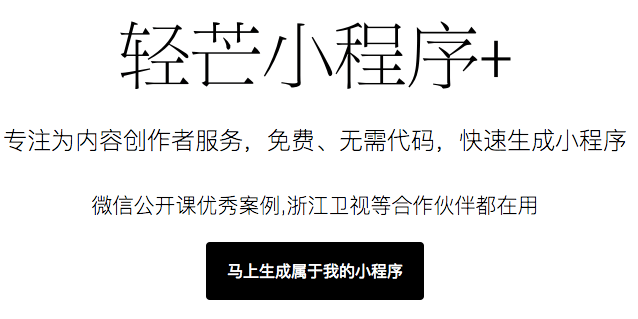 轻芒小程序+
专注为内容创作者服务，免费、无需代码，快速生成小程序
微信公开课优秀案例,浙江卫视等合作伙伴都在用
马上生成属于我的小程序